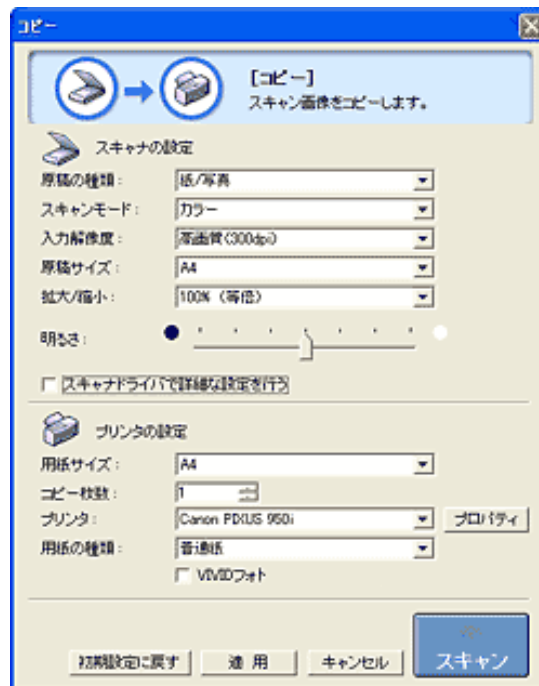 コピー
[コピー]
スキャン画像をコピーします。
スキャナの設定
原稿の種類： 紙/写真
スキャンモード： カラー
入力解像度： 高画質(300dpi)
原稿サイズ： A4
拡大/縮小： 100% (等倍)
明るさ：
スキャナドライバで詳細な設定を行う
プリンタの設定
用紙サイズ： A4
コピー枚数： 1
プリンタ： Canon PIXUS 950i プロパティ
用紙の種類： 普通紙
VIVIDフォト
初期設定に戻す 適 用 キャンセル スキャン